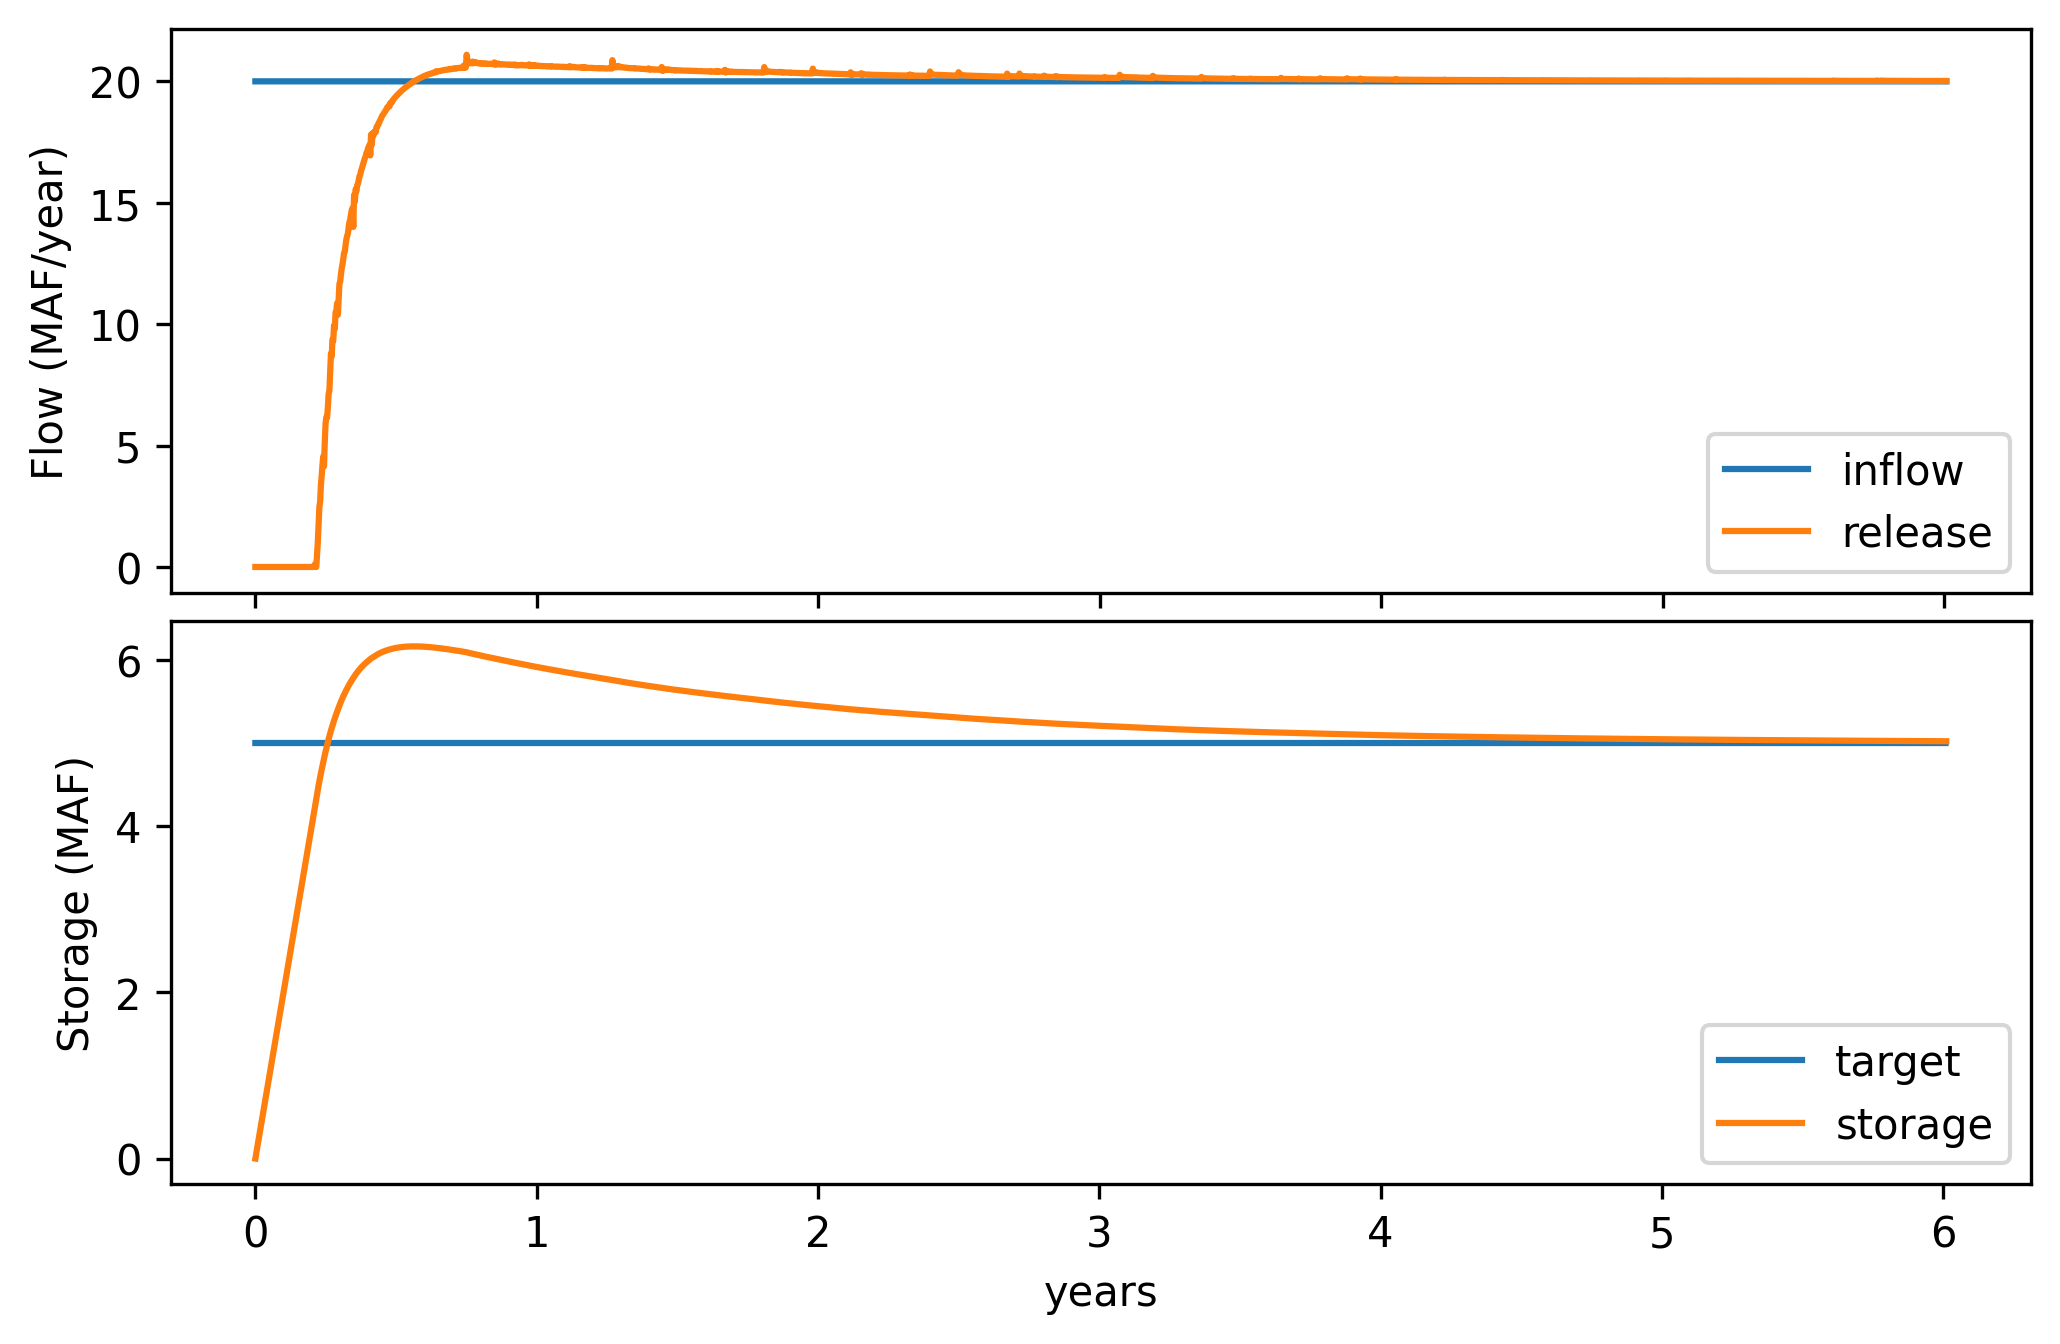 Flow (MAF/year)
20
15
10
5
0
inflow
release
Storage (MAF)
6
4
2
0
target
storage
0 1 2 3 4 5 6
years